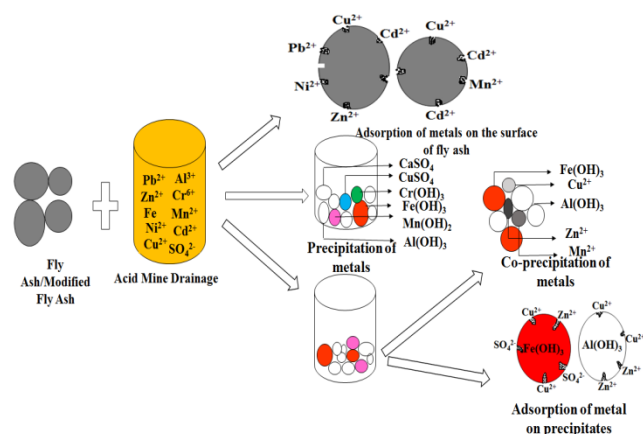 Fly
Ash/Modified
Fly Ash
Pb²⁺ Al³⁺
Zn²⁺ Cr⁶⁺
Fe Mn²⁺
Ni²⁺ Cd²⁺
Cu²⁺ SO₄²⁻
Acid Mine Drainage
Cu²⁺
Cd²⁺
Pb²⁺
Ni²⁺
Zn²⁺
Cu²⁺
Cd²⁺
Mn²⁺
Cd²⁺
Adsorption of metals on the surface
of fly ash
CaSO₄
CuSO₄
Cr(OH)₃
Fe(OH)₃
Mn(OH)₂
Al(OH)₃
Precipitation of
metals
Fe(OH)₃
Cu²⁺
Al(OH)₃
Zn²⁺
Mn²⁺
Co-precipitation of
metals
Cu²⁺
Zn²⁺
SO₄²⁻
Fe(OH)₃
SO₄²⁻
Cu²⁺
Cu²⁺
Cu²⁺
Al(OH)₃
Zn²⁺
Zn²⁺
Adsorption of metal
on precipitates